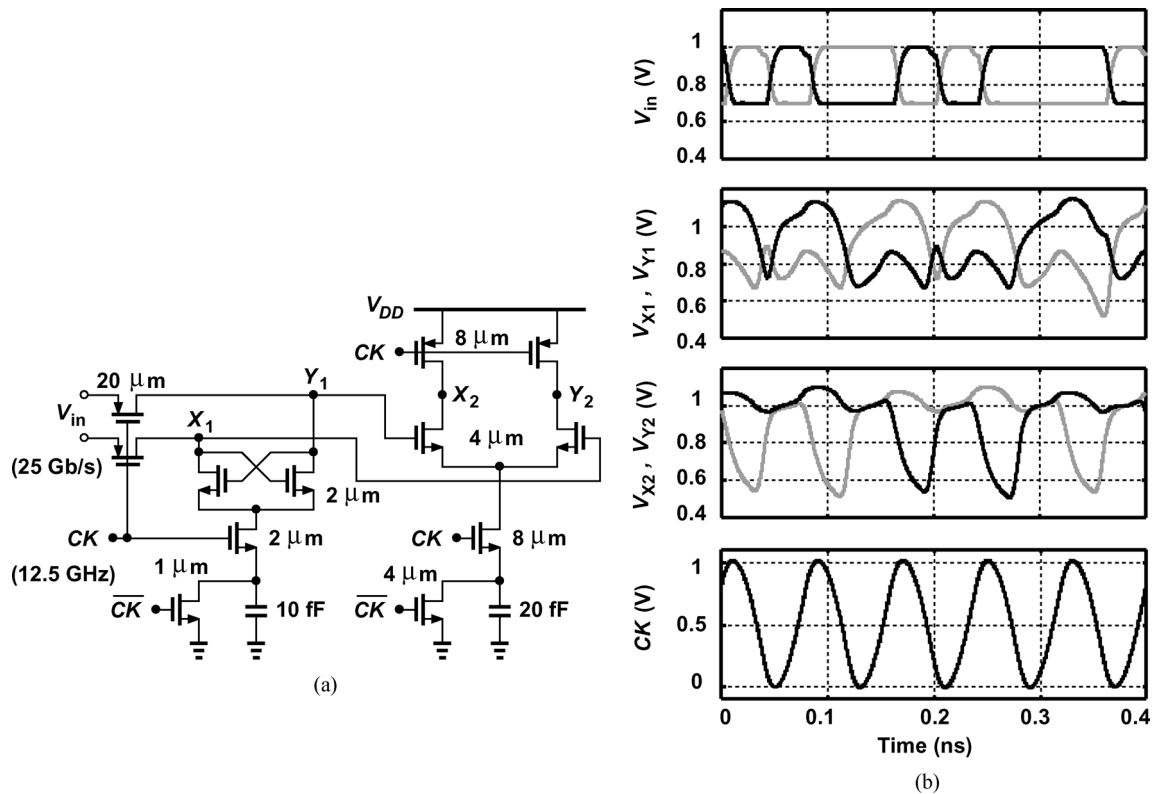 V_DD
CK
8 μm
20 μm
Y_1
V_in
X_1
X_2
Y_2
(25 Gb/s)
4 μm
2 μm
CK
2 μm
CK
8 μm
(12.5 GHz)
1 μm
4 μm
CK
10 fF
CK
20 fF
(a)
V_in (V)
1
0.8
0.6
0.4
V_X1 , V_Y1 (V)
1
0.8
0.6
0.4
V_X2 , V_Y2 (V)
1
0.8
0.6
0.4
CK (V)
1
0.5
0
0
0.1
0.2
0.3
0.4
Time (ns)
(b)